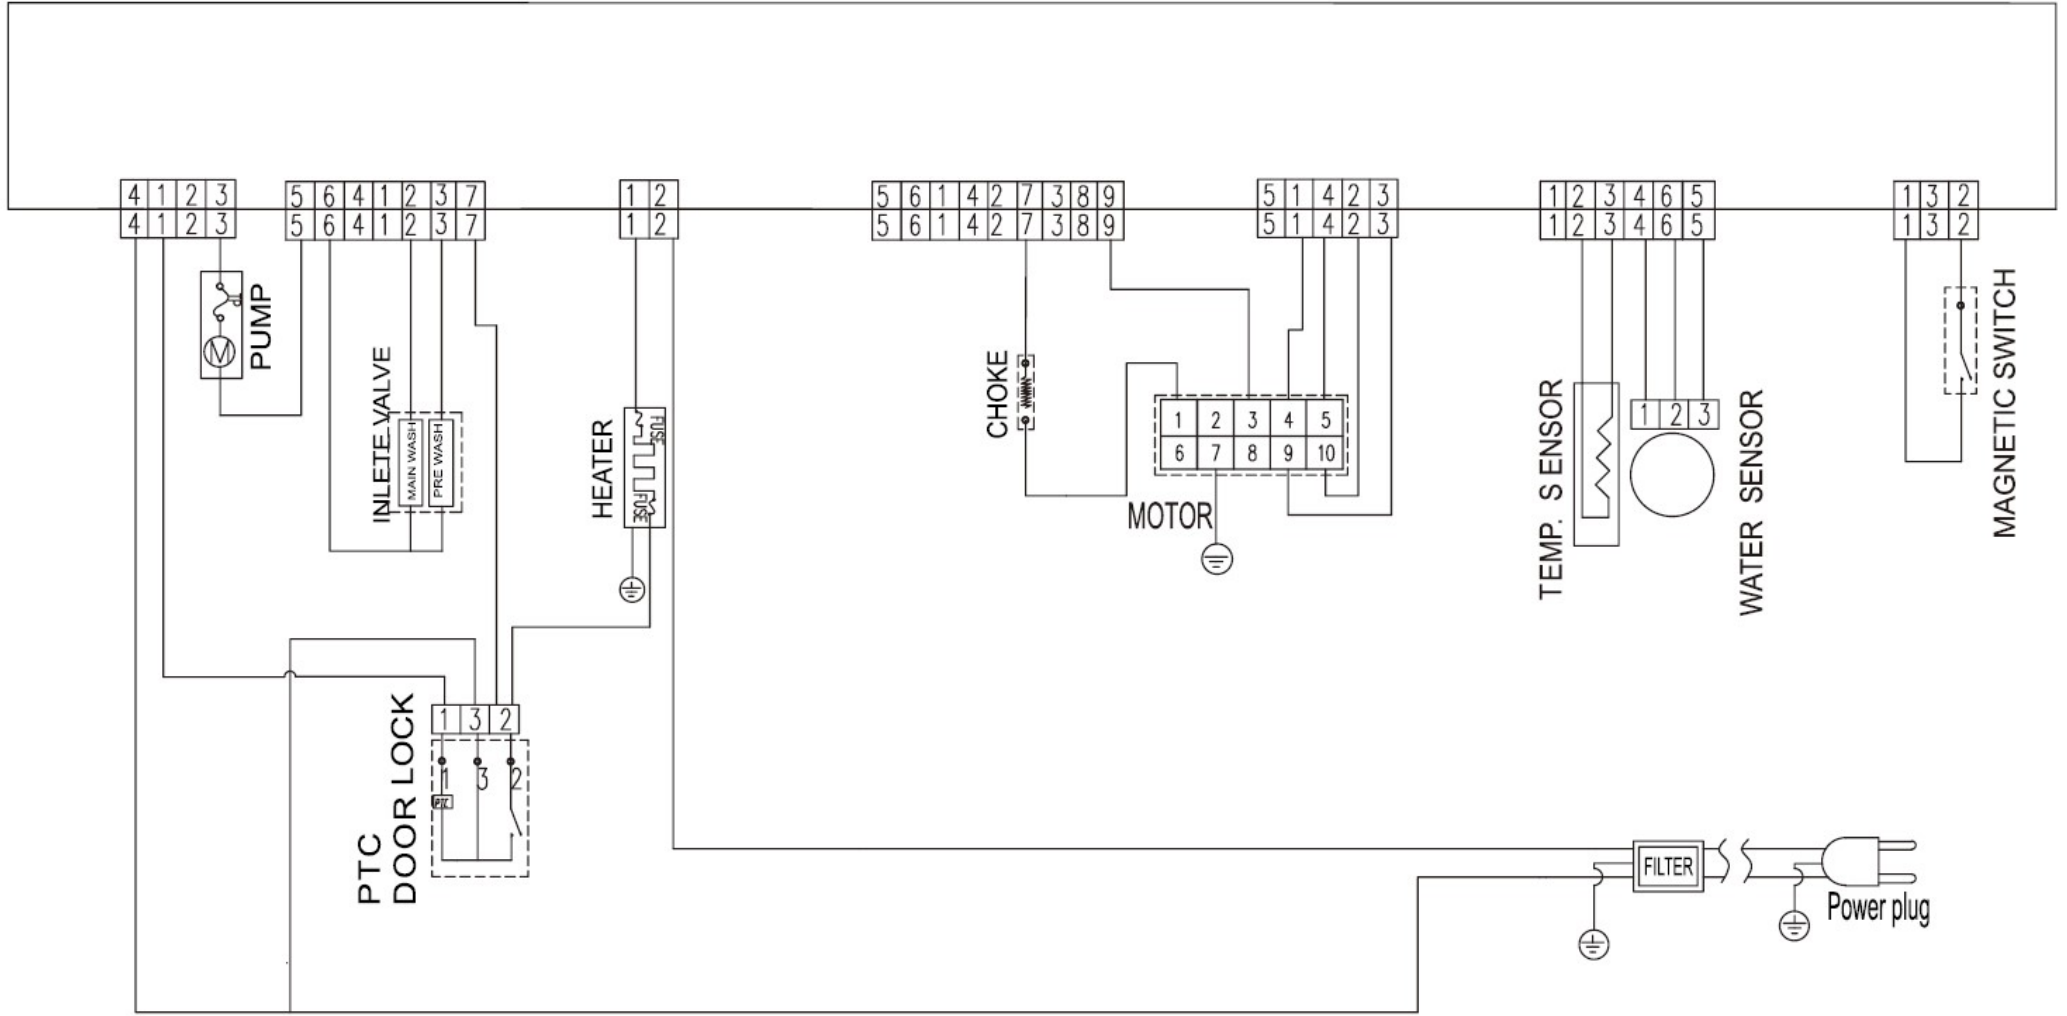 4 1 2 3
5 6 4 1 2 3 7
1 2
5 6 1 4 2 7 3 8 9
5 1 4 2 3
1 2 3 4 6 5
1 3 2
4 1 2 3
5 6 4 1 2 3 7
1 2
5 6 1 4 2 7 3 8 9
5 1 4 2 3
1 2 3 4 6 5
1 3 2
TP
M
PUMP
INLETE VALVE
MAIN WASH
PRE WASH
HEATER
FUSE
FUSE
CHOKE
1 2 3 4 5
6 7 8 9 10
MOTOR
TEMP. S ENSOR
1 2 3
WATER SENSOR
MAGNETIC SWITCH
PTC
DOOR LOCK
1 3 2
1 3 2
PTC
FILTER
Power plug